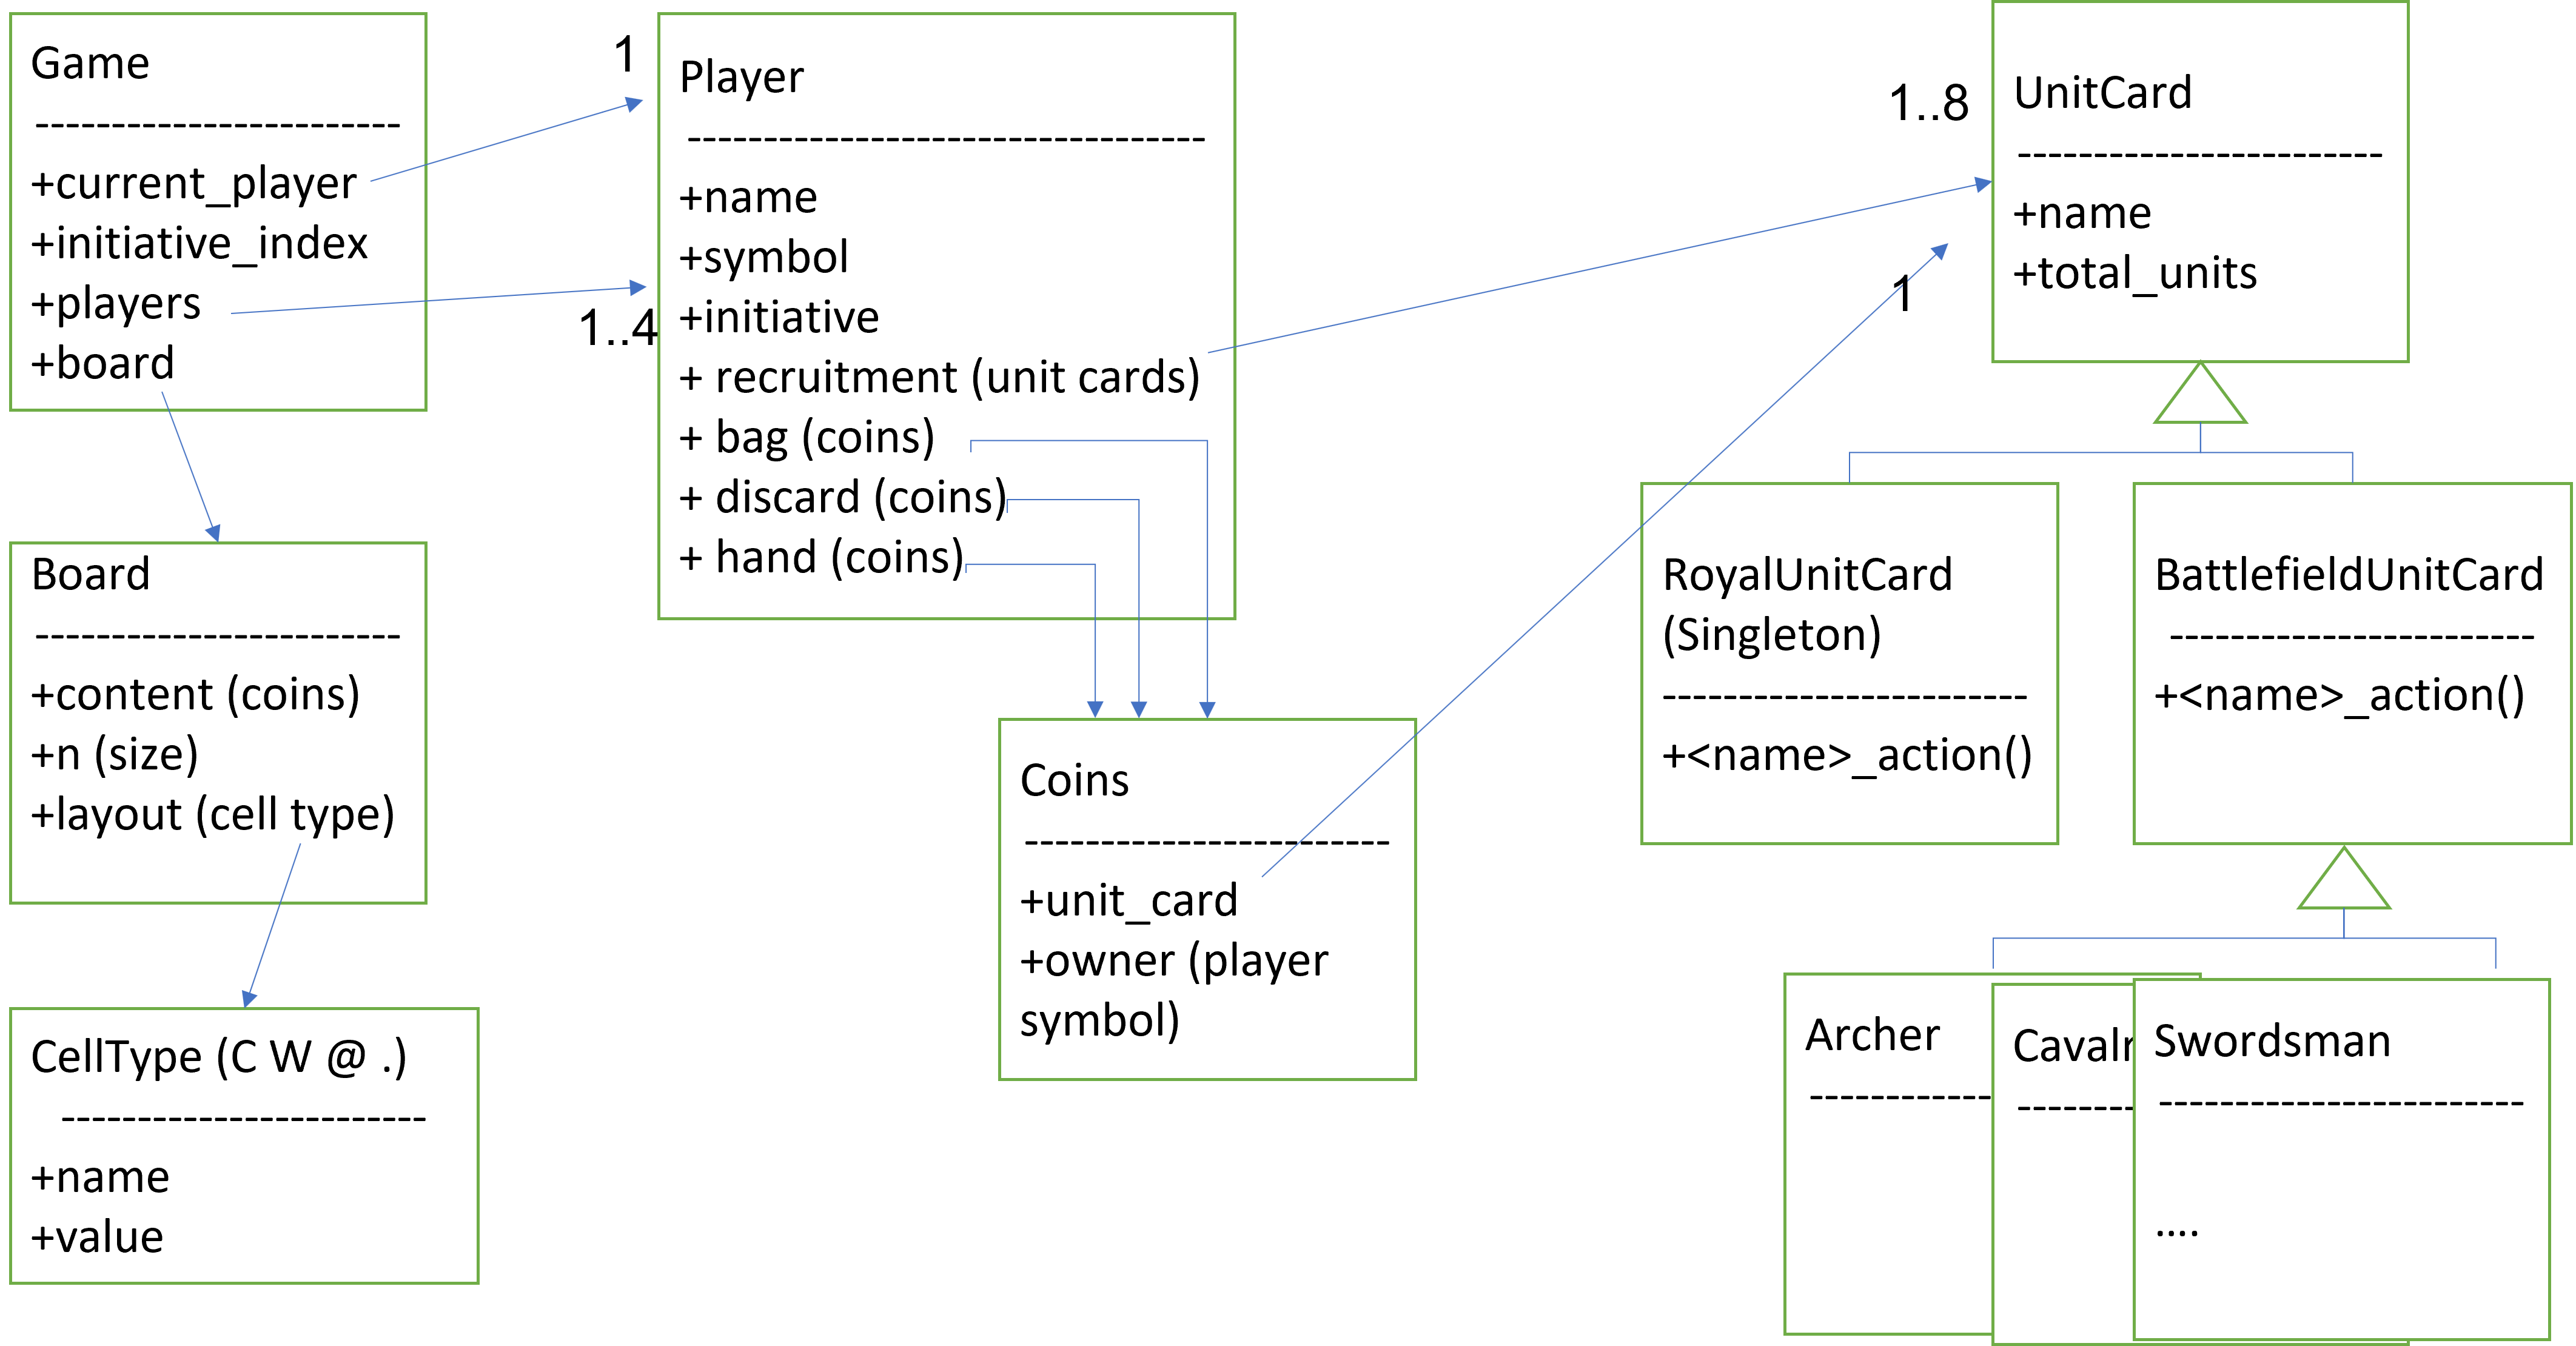 Game
------------------------
+current_player
+initiative_index
+players
+board
1
1..4
Player
----------------------------------
+name
+symbol
+initiative
+ recruitment (unit cards)
+ bag (coins)
+ discard (coins)
+ hand (coins)
1..8
1
UnitCard
------------------------
+name
+total_units
Board
------------------------
+content (coins)
+n (size)
+layout (cell type)
RoyalUnitCard
(Singleton)
------------------------
+<name>_action()
BattlefieldUnitCard
------------------------
+<name>_action()
Coins
------------------------
+unit_card
+owner (player
symbol)
CellType (C W @ .)
------------------------
+name
+value
Archer
------------
Cavalr
--------
Swordsman
------------------------
....